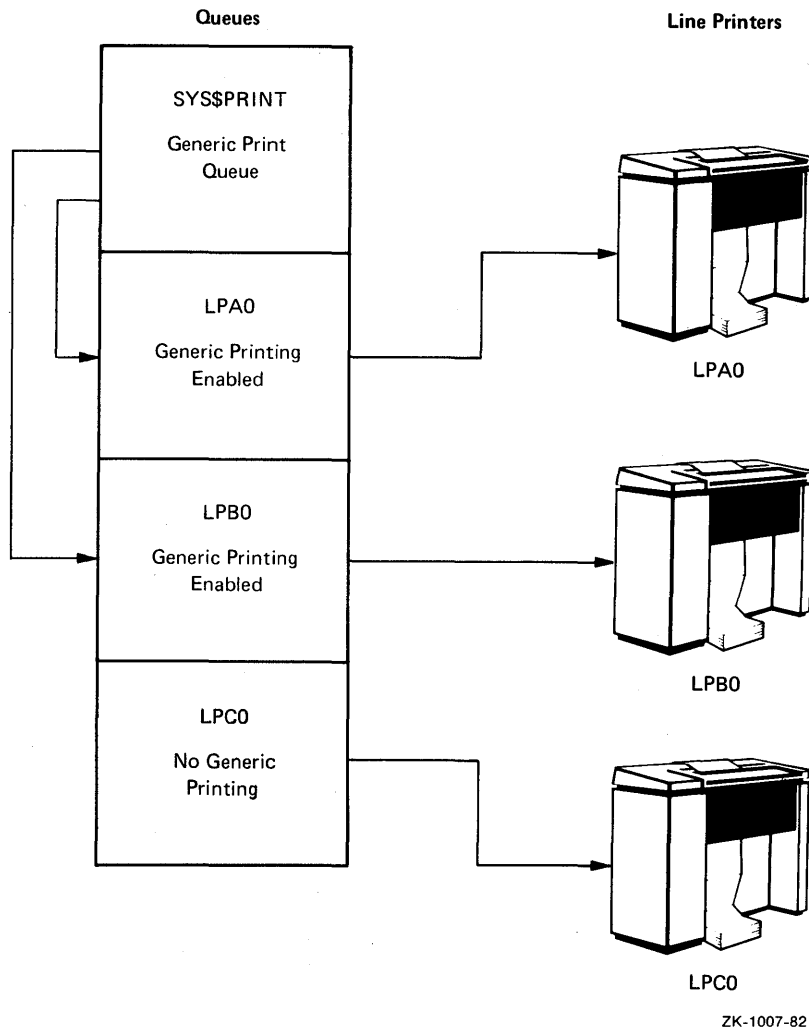 Queues
Line Printers
SYS$PRINT
Generic Print
Queue
LPA0
Generic Printing
Enabled
LPA0
LPB0
Generic Printing
Enabled
LPB0
LPC0
No Generic
Printing
LPC0
ZK-1007-82